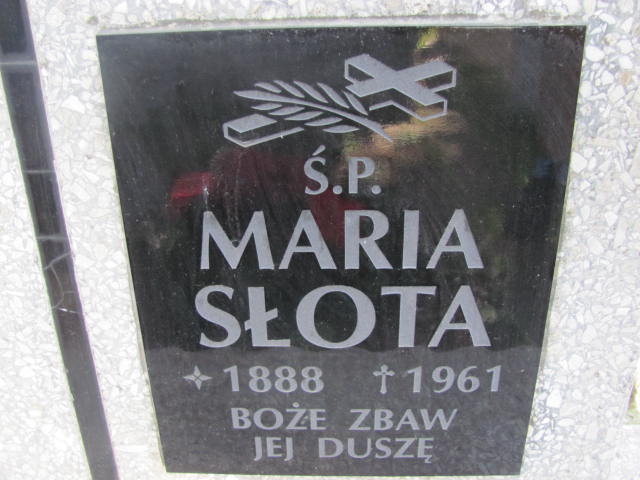 Ś.P.
MARIA
SŁOTA
1888 †1961
BOŻE ZBAW
JEJ DUSZĘ